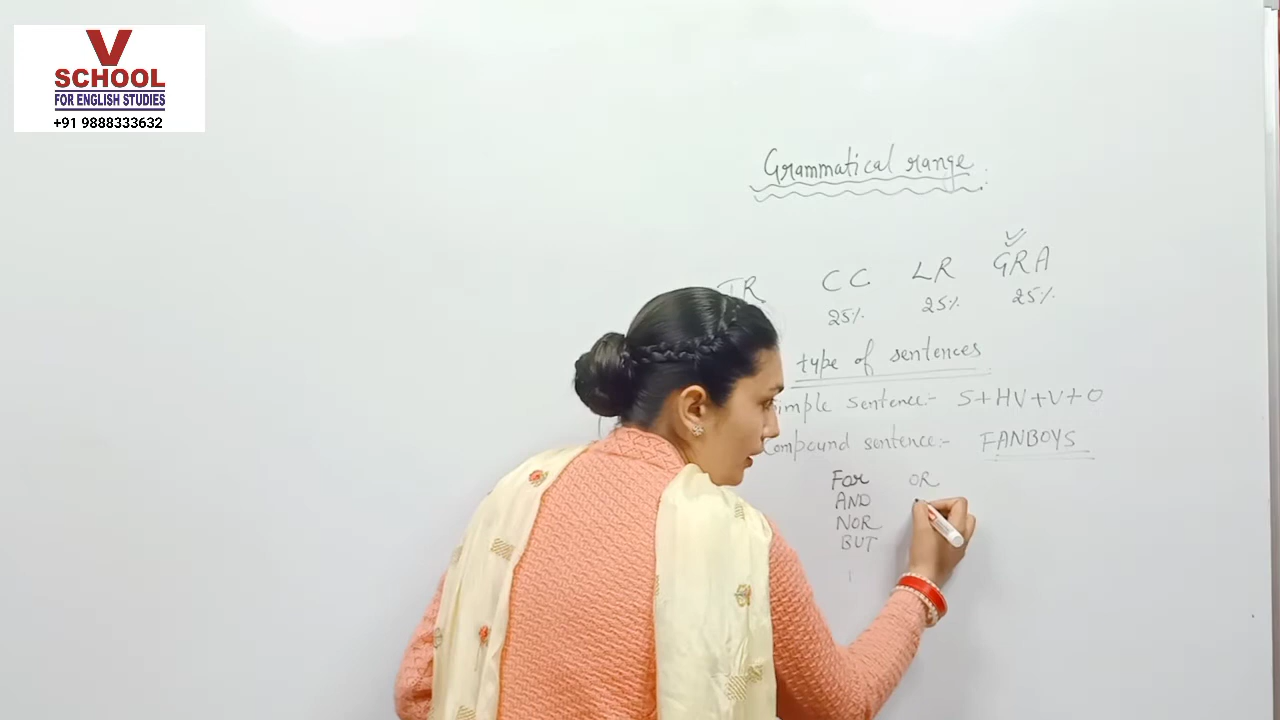 V
SCHOOL
FOR ENGLISH STUDIES
+91 9888333632
Grammatical range
TR CC LR GRA
25% 25% 25%
type of sentences
Simple sentence:- S+HV+V+O
Compound sentence:- FANBOYS
For OR
AND
NOR
BUT